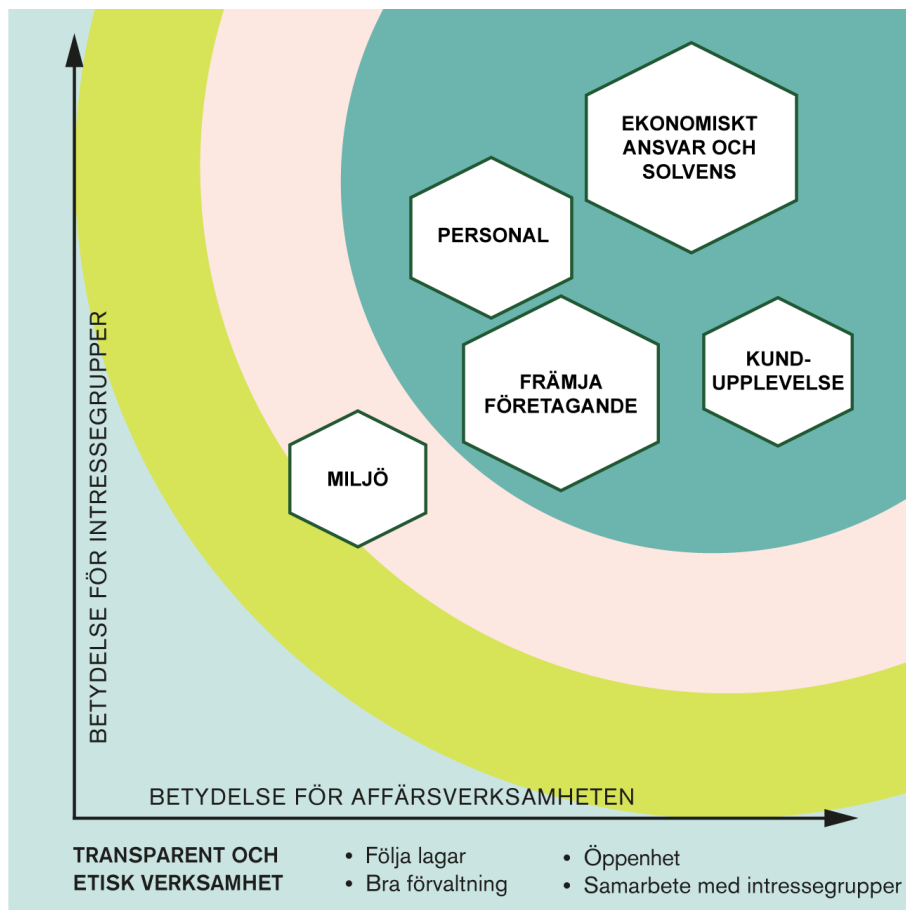 EKONOMISKT
ANSVAR OCH
SOLVENS
PERSONAL
KUND-
UPPLEVELSE
FRÄMJA
FÖRETAGANDE
MILJÖ
BETYDELSE FÖR INTRESSEGRUPPER
BETYDELSE FÖR AFFÄRSVERKSAMHETEN
TRANSPARENT OCH
ETISK VERKSAMHET
• Följa lagar
• Bra förvaltning
• Öppenhet
• Samarbete med intressegrupper